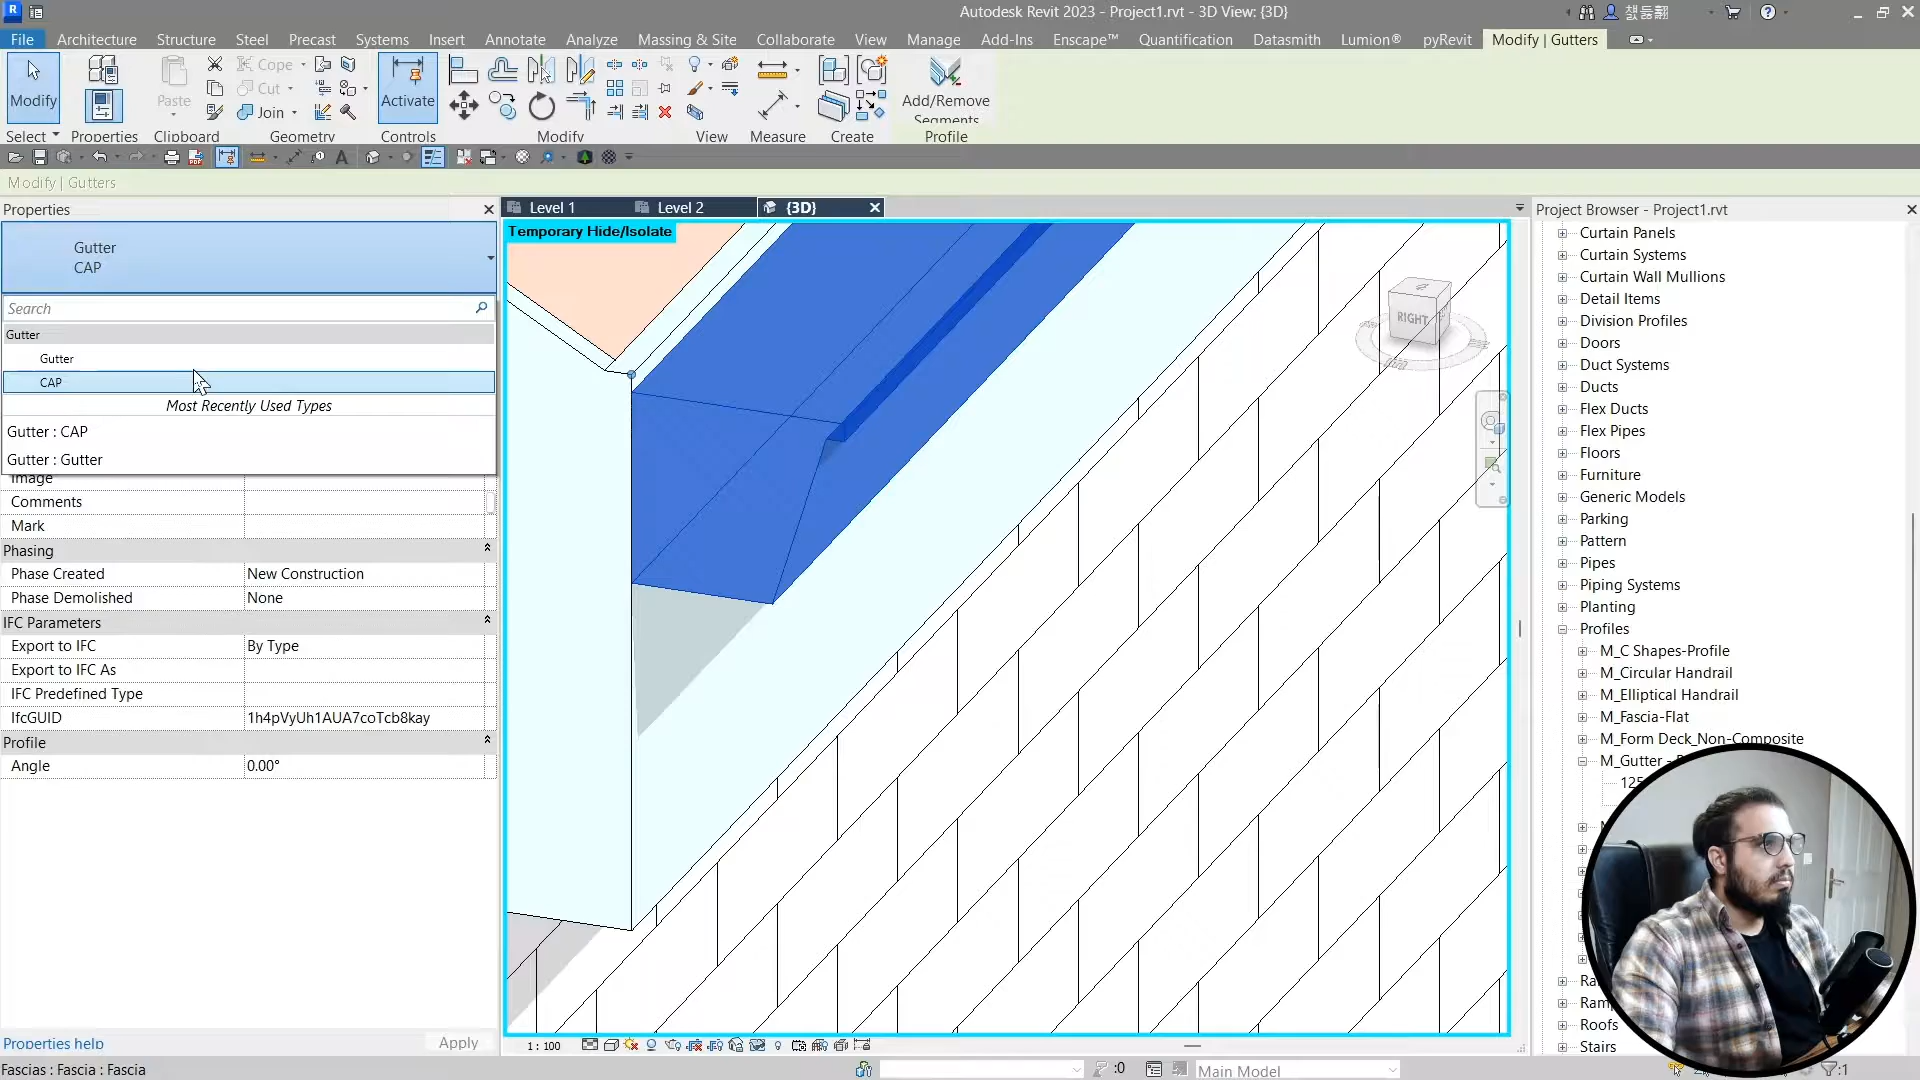 Autodesk Revit 2023 - Project1.rvt - 3D View: {3D}
File Architecture Structure Steel Precast Systems Insert Annotate Analyze Massing & Site Collaborate View Manage Add-Ins Enscape™ Quantification Datasmith Lumion® pyRevit Modify | Gutters
Modify
Paste
Cope
Cut
Join
Activate
Add/Remove
Segments
Select Properties Clipboard Geometry Controls Modify View Measure Create Profile
Modify | Gutters
Properties
Level 1
Level 2
{3D}
Project Browser - Project1.rvt
Gutter
CAP
Search
Gutter
Gutter
CAP
Most Recently Used Types
Gutter : CAP
Gutter : Gutter
Image
Comments
Mark
Phasing
Phase Created New Construction
Phase Demolished None
IFC Parameters
Export to IFC By Type
Export to IFC As
IFC Predefined Type
IfcGUID 1h4pVyUh1AUA7coTcb8kay
Profile
Angle 0.00°
Properties help
Apply
Temporary Hide/Isolate
RIGHT
1 : 100
Curtain Panels
Curtain Systems
Curtain Wall Mullions
Detail Items
Division Profiles
Doors
Duct Systems
Ducts
Flex Ducts
Flex Pipes
Floors
Furniture
Generic Models
Parking
Pattern
Pipes
Piping Systems
Planting
Profiles
M_C Shapes-Profile
M_Circular Handrail
M_Elliptical Handrail
M_Fascia-Flat
M_Form Deck_Non-Composite
M_Gutter -
125
Roofs
Stairs
Fascias : Fascia : Fascia
:0
Main Model
:1